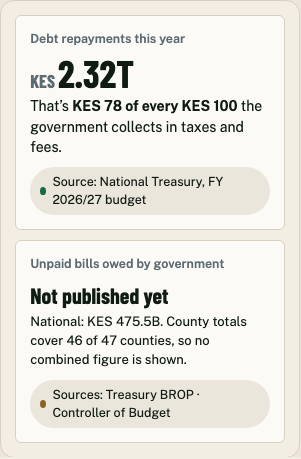 Debt repayments this year
KES 2.32T
That's KES 78 of every KES 100 the
government collects in taxes and
fees.
Source: National Treasury, FY
2026/27 budget
Unpaid bills owed by government
Not published yet
National: KES 475.5B. County totals
cover 46 of 47 counties, so no
combined figure is shown.
Sources: Treasury BROP ·
Controller of Budget